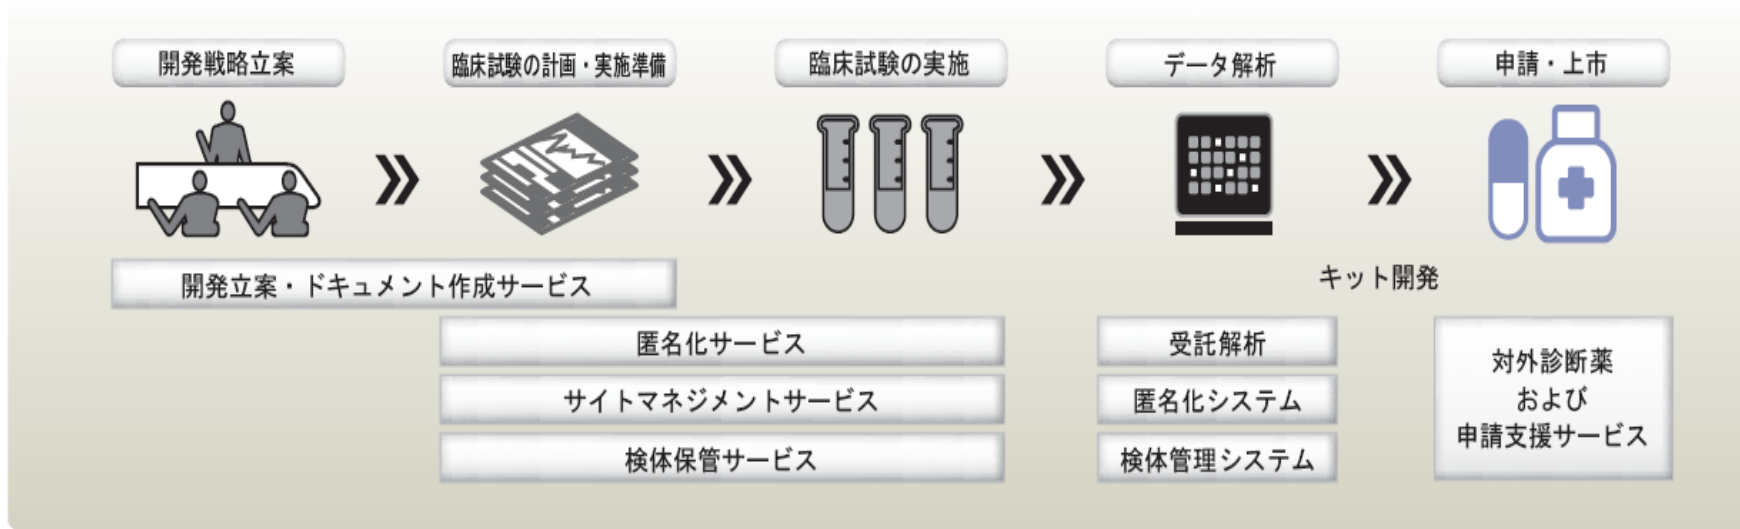 開発戦略立案
臨床試験の計画・実施準備
臨床試験の実施
データ解析
申請・上市
開発立案・ドキュメント作成サービス
キット開発
匿名化サービス
サイトマネジメントサービス
検体保管サービス
受託解析
匿名化システム
検体管理システム
対外診断薬
および
申請支援サービス